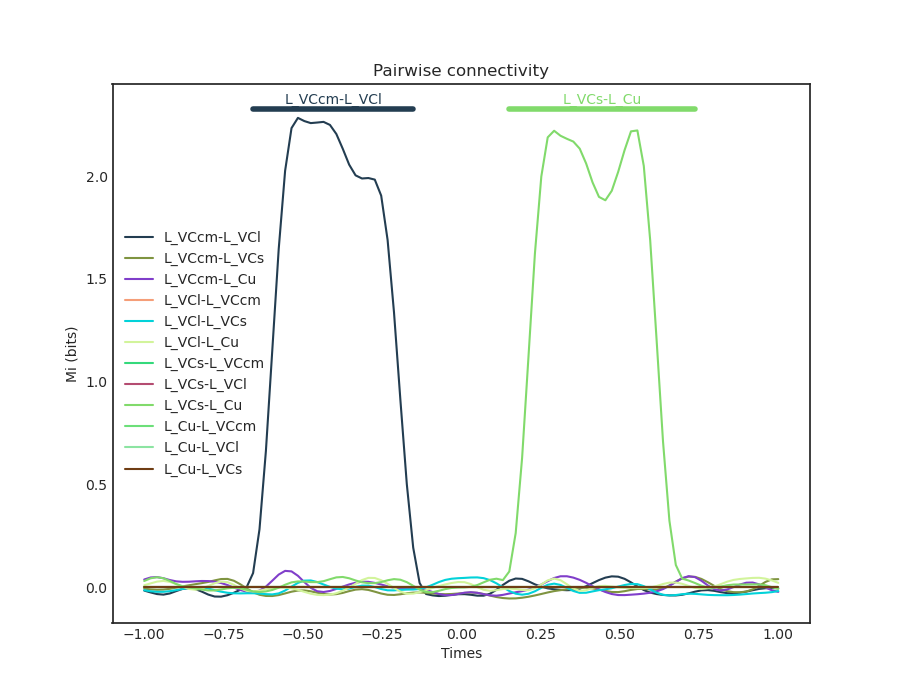 Pairwise connectivity
L_VCcm-L_VCl
L_VCs-L_Cu
Mi (bits)
2.0
1.5
1.0
0.5
0.0
L_VCcm-L_VCl
L_VCcm-L_VCs
L_VCcm-L_Cu
L_VCl-L_VCcm
L_VCl-L_VCs
L_VCl-L_Cu
L_VCs-L_VCcm
L_VCs-L_VCl
L_VCs-L_Cu
L_Cu-L_VCcm
L_Cu-L_VCl
L_Cu-L_VCs
−1.00 −0.75 −0.50 −0.25 0.00 0.25 0.50 0.75 1.00
Times